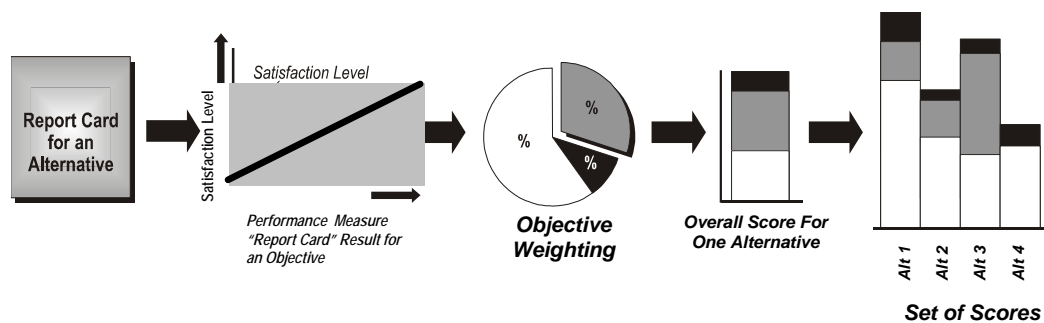 Report Card
for an
Alternative
Satisfaction Level
Satisfaction Level
Performance Measure
“Report Card” Result for
an Objective
%
%
%
Objective
Weighting
Overall Score For
One Alternative
Alt 1
Alt 2
Alt 3
Alt 4
Set of Scores